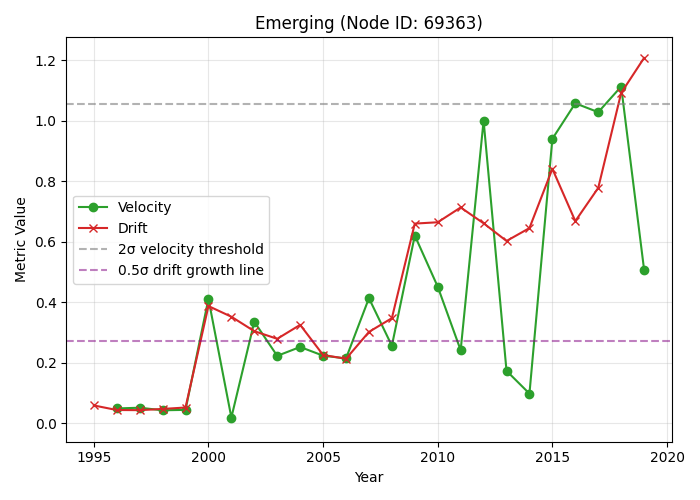 Emerging (Node ID: 69363)
Metric Value
1.2
1.0
0.8
0.6
0.4
0.2
0.0
Velocity
Drift
2σ velocity threshold
0.5σ drift growth line
1995 2000 2005 2010 2015 2020
Year